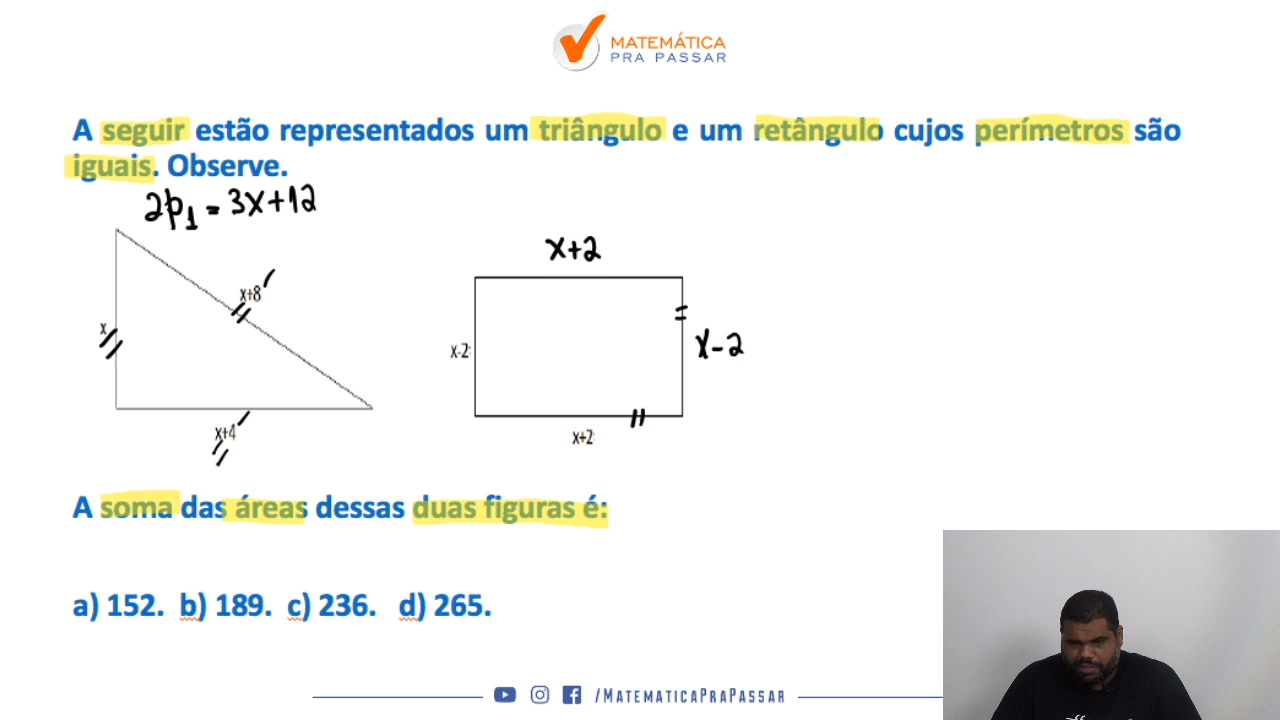 MATEMÁTICA
PRA PASSAR
A seguir estão representados um triângulo e um retângulo cujos perímetros são
iguais. Observe.
2p1 = 3x+12
x+2
x+8
x
x-2
x-2
x+4
x+2
A soma das áreas dessas duas figuras é:
a) 152. b) 189. c) 236. d) 265.
/MATEMATICAPRAPASSAR